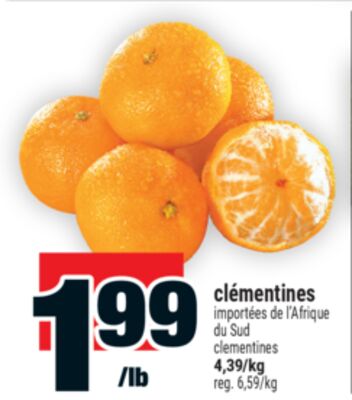 1.99
/lb
clémentines
importées de l'Afrique
du Sud
clementines
4,39/kg
reg. 6,59/kg